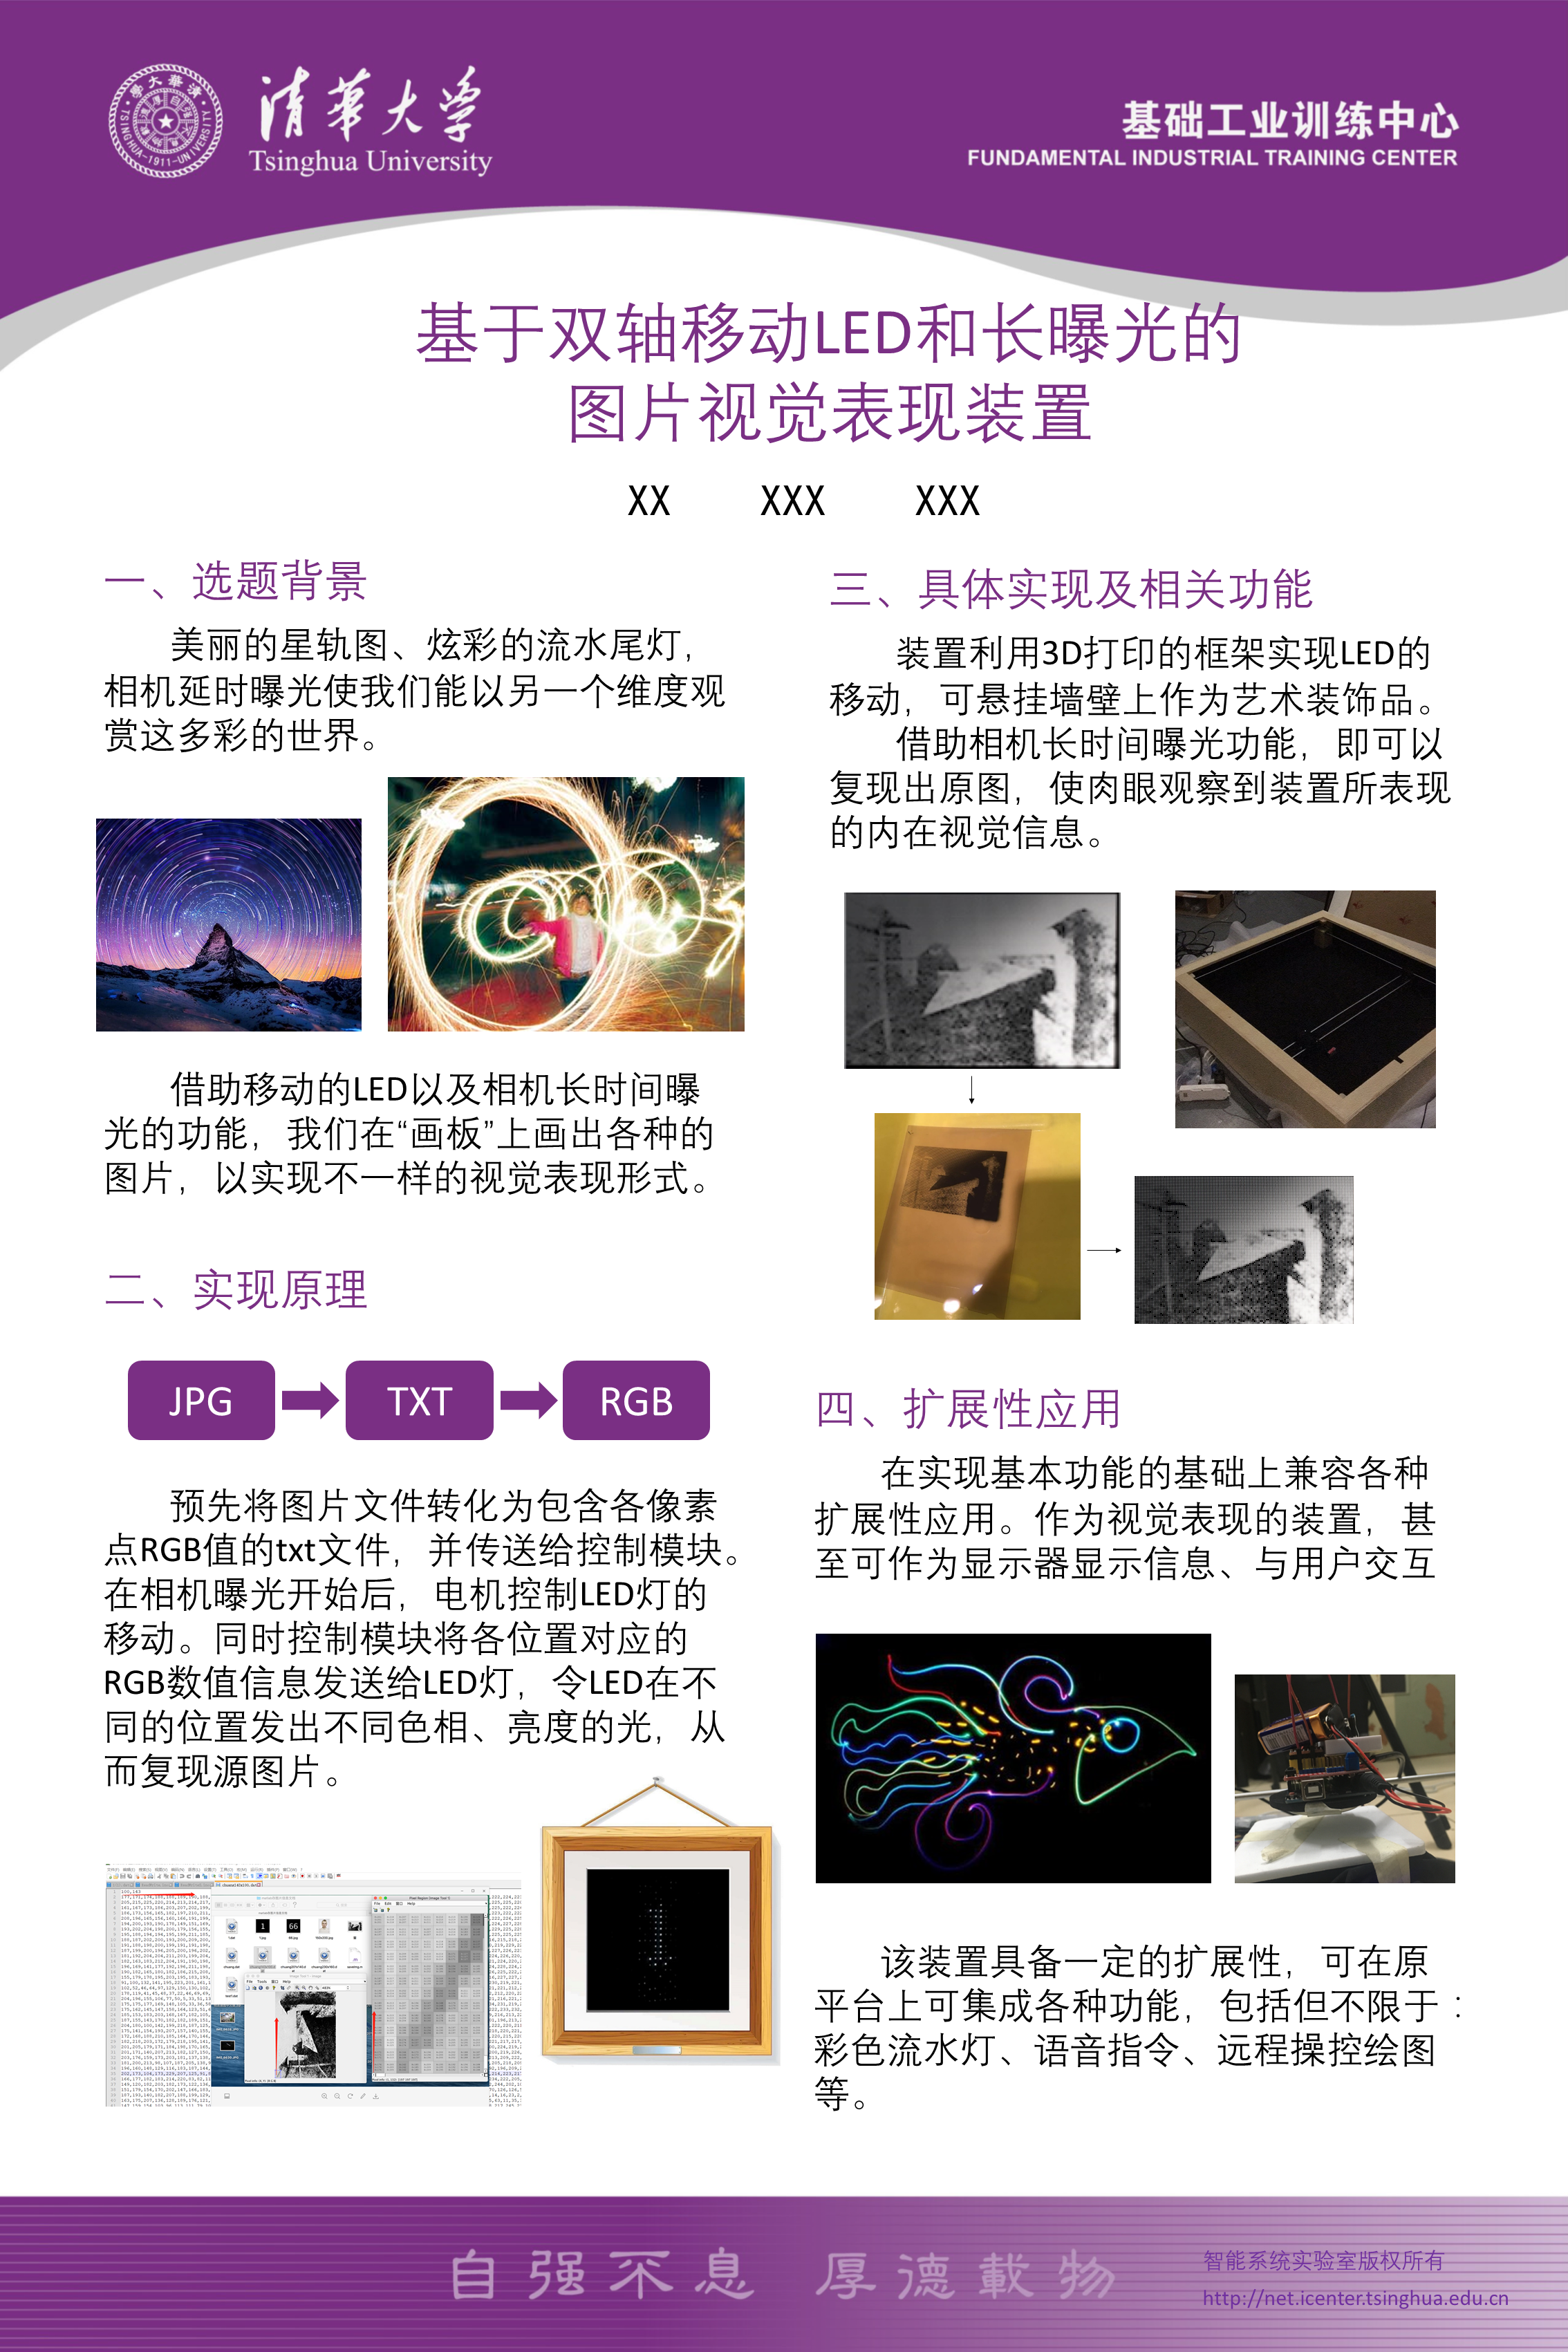 清華大学
Tsinghua University
TSINGHUA UNIVERSITY
-1911-
基础工业训练中心
FUNDAMENTAL INDUSTRIAL TRAINING CENTER
基于双轴移动LED和长曝光的
图片视觉表现装置
XX XXX XXX
一、选题背景
美丽的星轨图、炫彩的流水尾灯，
相机延时曝光使我们能以另一个维度观
赏这多彩的世界。
借助移动的LED以及相机长时间曝
光的功能，我们在“画板”上画出各种的
图片，以实现不一样的视觉表现形式。
二、实现原理
JPG
TXT
RGB
预先将图片文件转化为包含各像素
点RGB值的txt文件，并传送给控制模块。
在相机曝光开始后，电机控制LED灯的
移动。同时控制模块将各位置对应的
RGB数值信息发送给LED灯，令LED在不
同的位置发出不同色相、亮度的光，从
而复现源图片。
三、具体实现及相关功能
装置利用3D打印的框架实现LED的
移动，可悬挂墙壁上作为艺术装饰品。
借助相机长时间曝光功能，即可以
复现出原图，使肉眼观察到装置所表现
的内在视觉信息。
四、扩展性应用
在实现基本功能的基础上兼容各种
扩展性应用。作为视觉表现的装置，甚
至可作为显示器显示信息、与用户交互
该装置具备一定的扩展性，可在原
平台上可集成各种功能，包括但不限于：
彩色流水灯、语音指令、远程操控绘图
等。
自强不息 厚德載物
智能系统实验室版权所有
http://net.icenter.tsinghua.edu.cn